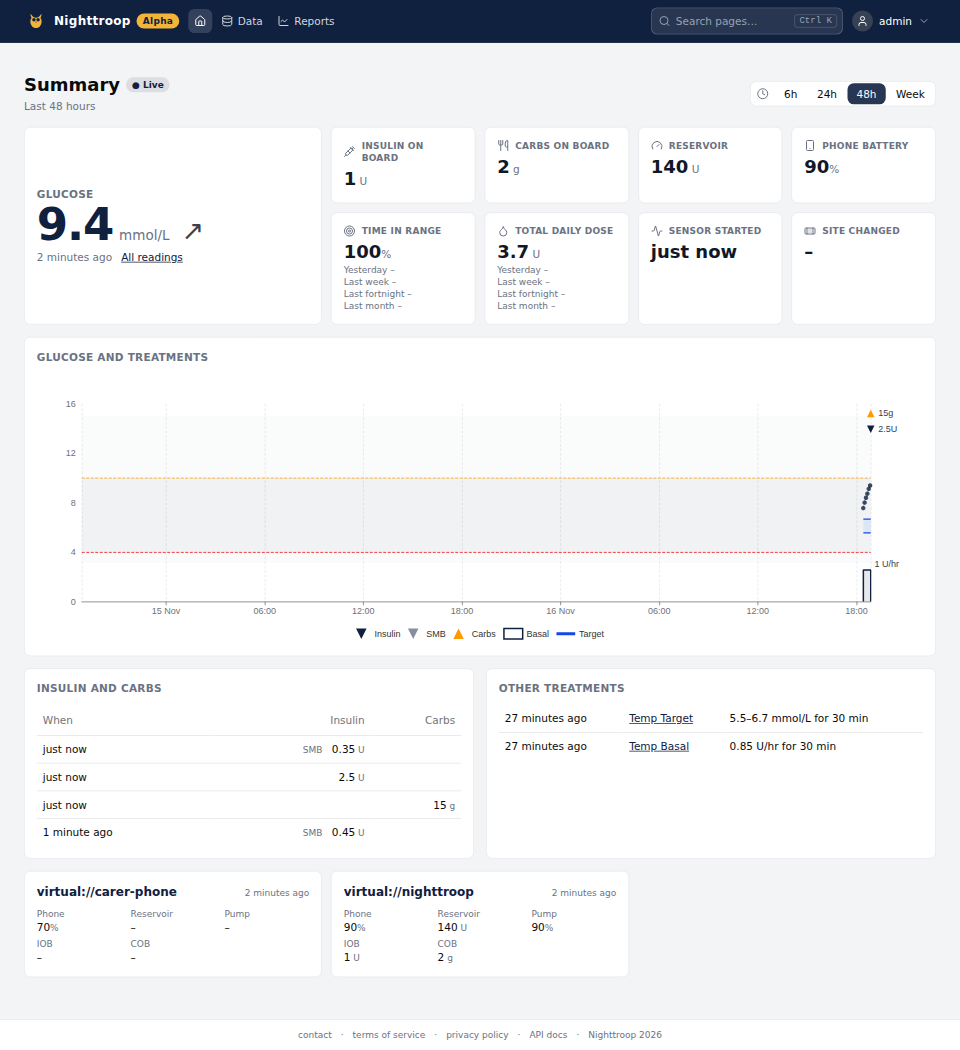 Nighttroop Alpha Data Reports Search pages... Ctrl K admin
Summary Live
Last 48 hours
6h 24h 48h Week
GLUCOSE
9.4 mmol/L ↗
2 minutes ago All readings
INSULIN ON BOARD
1 U
CARBS ON BOARD
2 g
RESERVOIR
140 U
PHONE BATTERY
90%
TIME IN RANGE
100%
Yesterday –
Last week –
Last fortnight –
Last month –
TOTAL DAILY DOSE
3.7 U
Yesterday –
Last week –
Last fortnight –
Last month –
SENSOR STARTED
just now
SITE CHANGED
–
GLUCOSE AND TREATMENTS
16
12
8
4
0
15g
2.5U
1 U/hr
15 Nov 06:00 12:00 18:00 16 Nov 06:00 12:00 18:00
Insulin SMB Carbs Basal Target
INSULIN AND CARBS
When Insulin Carbs
just now SMB 0.35 U
just now 2.5 U
just now 15 g
1 minute ago SMB 0.45 U
OTHER TREATMENTS
27 minutes ago Temp Target 5.5–6.7 mmol/L for 30 min
27 minutes ago Temp Basal 0.85 U/hr for 30 min
virtual://carer-phone 2 minutes ago
Phone Reservoir Pump
70% – –
IOB COB
– –
virtual://nighttroop 2 minutes ago
Phone Reservoir Pump
90% 140 U 90%
IOB COB
1 U 2 g
contact · terms of service · privacy policy · API docs · Nighttroop 2026